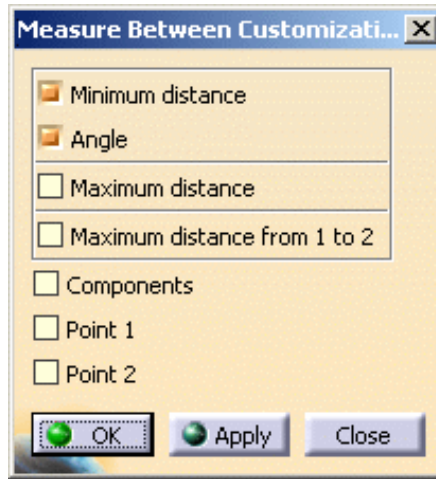 Measure Between Customizati...
Minimum distance
Angle
Maximum distance
Maximum distance from 1 to 2
Components
Point 1
Point 2
OK Apply Close